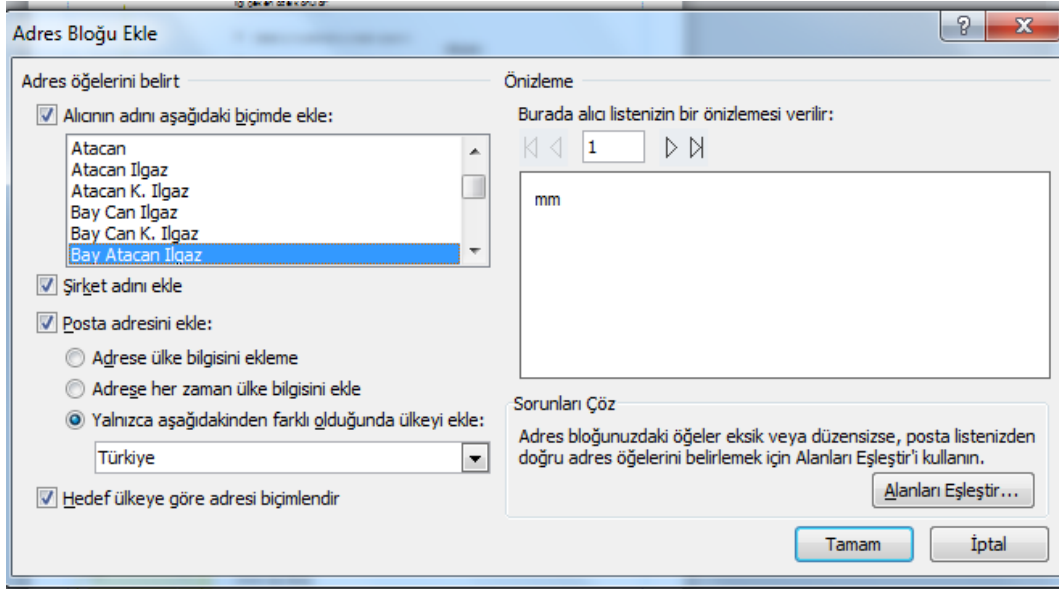 Adres Bloğu Ekle
Adres öğelerini belirt
Alıcının adını aşağıdaki biçimde ekle:
Atacan
Atacan Ilgaz
Atacan K. Ilgaz
Bay Can Ilgaz
Bay Can K. Ilgaz
Bay Atacan Ilgaz
Şirket adını ekle
Posta adresini ekle:
Adrese ülke bilgisini ekleme
Adrese her zaman ülke bilgisini ekle
Yalnızca aşağıdakinden farklı olduğunda ülkeyi ekle:
Türkiye
Hedef ülkeye göre adresi biçimlendir
Önizleme
Burada alıcı listenizin bir önizlemesi verilir:
1
mm
Sorunları Çöz
Adres bloğunuzdaki öğeler eksik veya düzensizse, posta listenizden
doğru adres öğelerini belirlemek için Alanları Eşleştir'i kullanın.
Alanları Eşleştir...
Tamam
İptal